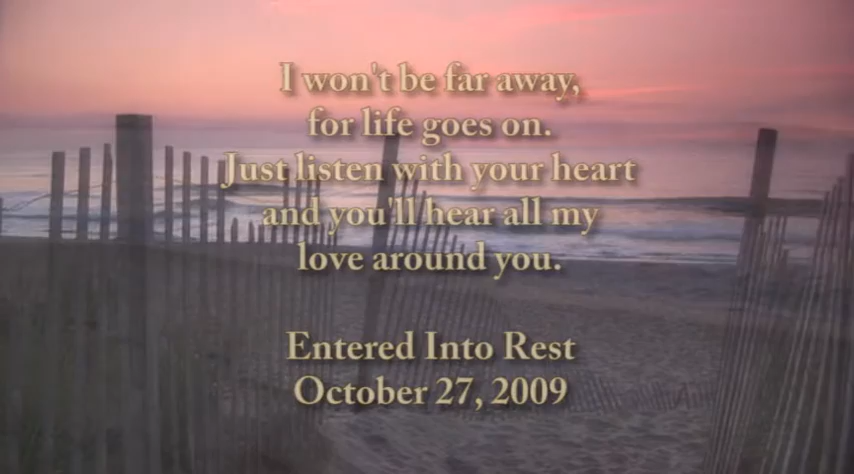 I won't be far away,
for life goes on.
Just listen with your heart
and you'll hear all my
love around you.
Entered Into Rest
October 27, 2009